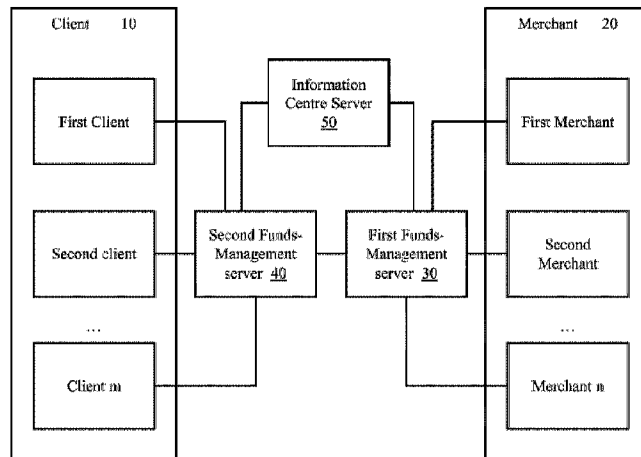 Client 10
First Client
Second client
...
Client m
Information
Centre Server
50
Second Funds-
Management
server 40
First Funds-
Management
server 30
Merchant 20
First Merchant
Second
Merchant
...
Merchant n